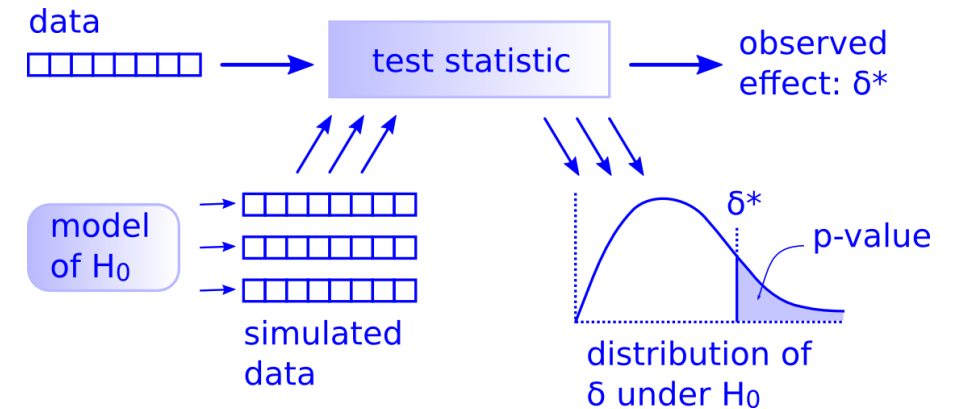 data
test statistic
observed
effect: δ*
model
of H₀
simulated
data
δ*
p-value
distribution of
δ under H₀